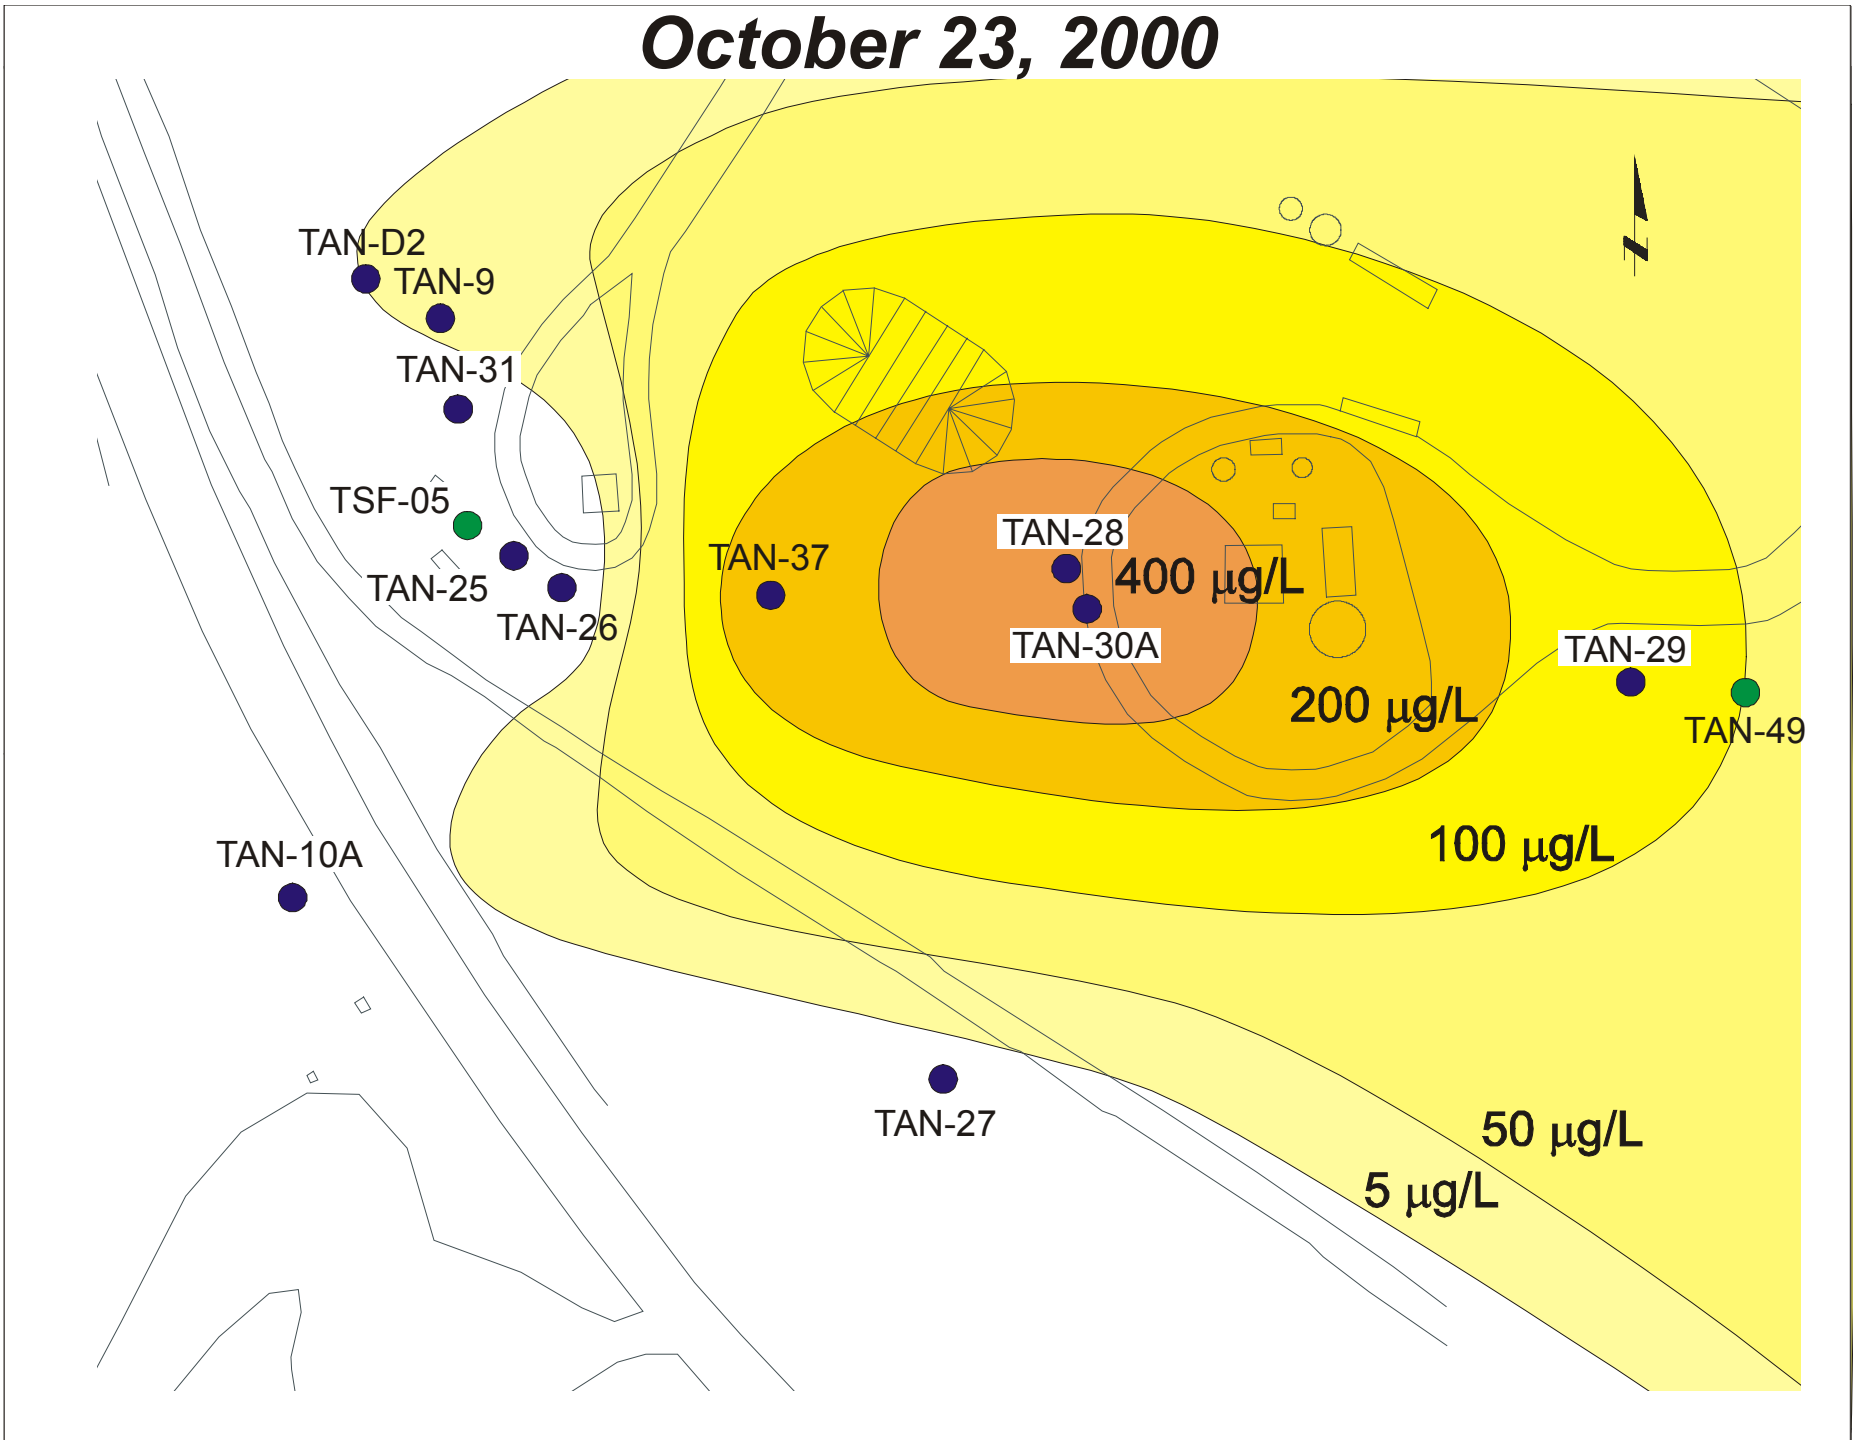 October 23, 2000
TAN-D2
TAN-9
TAN-31
TSF-05
TAN-25
TAN-26
TAN-37
TAN-28
400 µg/L
TAN-30A
TAN-29
200 µg/L
TAN-49
100 µg/L
TAN-10A
TAN-27
50 µg/L
5 µg/L
N